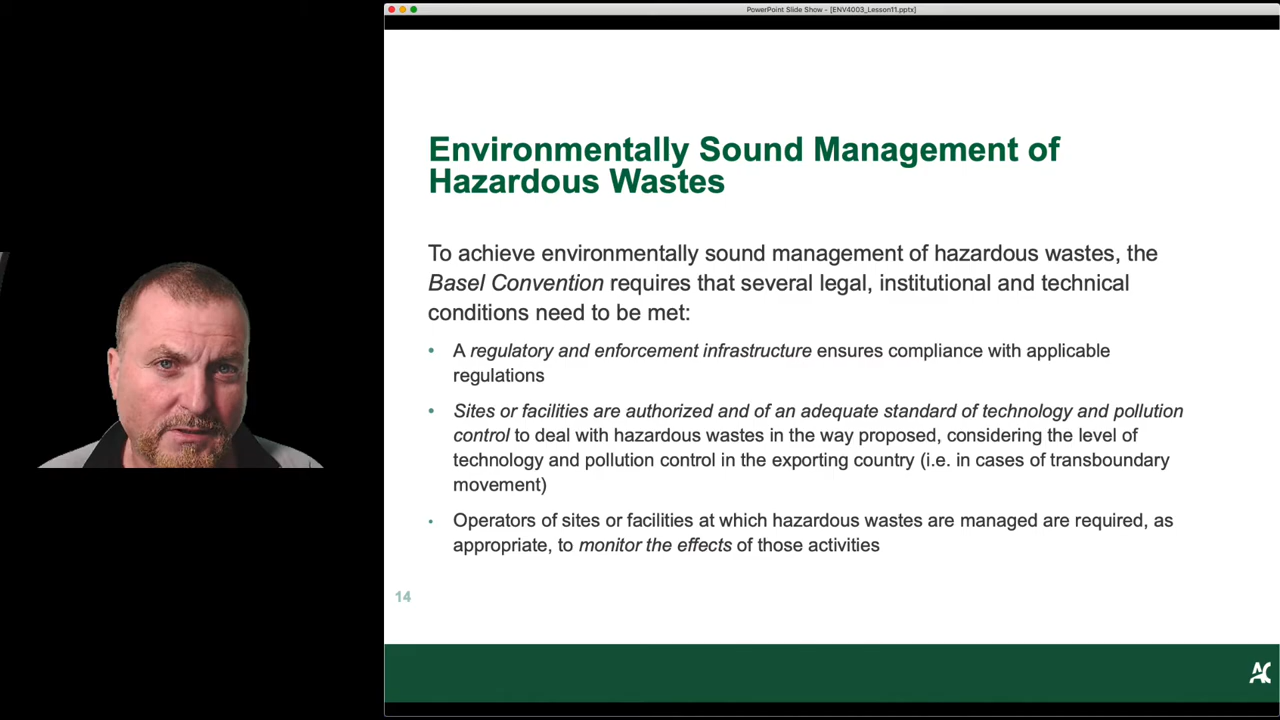 PowerPoint Slide Show - [ENV4003_Lesson11.pptx]
Environmentally Sound Management of
Hazardous Wastes
To achieve environmentally sound management of hazardous wastes, the
Basel Convention requires that several legal, institutional and technical
conditions need to be met:
• A regulatory and enforcement infrastructure ensures compliance with applicable
regulations
• Sites or facilities are authorized and of an adequate standard of technology and pollution
control to deal with hazardous wastes in the way proposed, considering the level of
technology and pollution control in the exporting country (i.e. in cases of transboundary
movement)
• Operators of sites or facilities at which hazardous wastes are managed are required, as
appropriate, to monitor the effects of those activities
14
AC